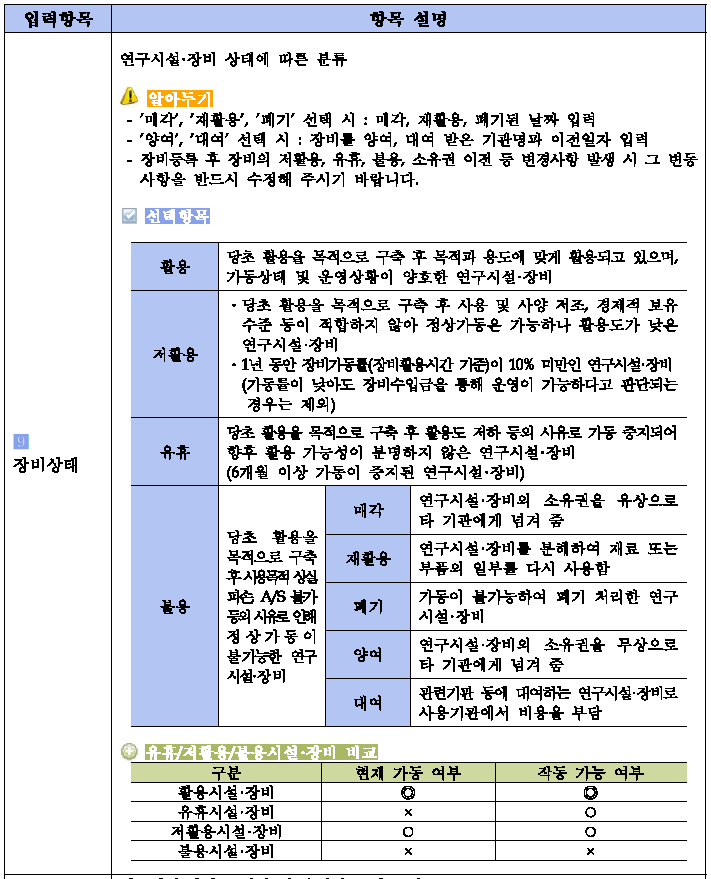 입력항목 항목 설명
연구시설·장비 상태에 따른 분류
알아두기
- '매각', '재활용', '폐기' 선택 시 : 매각, 재활용, 폐기된 날짜 입력
- '양여', '대여' 선택 시 : 장비를 양여, 대여 받은 기관명과 이전일자 입력
- 장비등록 후 장비의 저활용, 유휴, 불용, 소유권 이전 등 변경사항 발생 시 그 변동
사항을 반드시 수정해 주시기 바랍니다.
선택항목
9
장비상태
활용
당초 활용을 목적으로 구축 후 목적과 용도에 맞게 활용되고 있으며,
가동상태 및 운영상황이 양호한 연구시설·장비
저활용
·당초 활용을 목적으로 구축 후 사용 및 사양 저조, 경제적 보유
수준 등이 적합하지 않아 정상가동은 가능하나 활용도가 낮은
연구시설·장비
·1년 동안 장비가동률(장비활용시간 기준)이 10% 미만인 연구시설·장비
(가동률이 낮아도 장비수입금을 통해 운영이 가능하다고 판단되는
경우는 제외)
유휴
당초 활용을 목적으로 구축 후 활용도 저하 등의 사유로 가동 중지되어
향후 활용 가능성이 분명하지 않은 연구시설·장비
(6개월 이상 가동이 중지된 연구시설·장비)
불용
당초 활용을
목적으로 구축
후 사용목적 상실
파손, A/S 불가
등의 사유로 인해
정상가동이
불가능한 연구
시설·장비
매각
연구시설·장비의 소유권을 유상으로
타 기관에게 넘겨 줌
재활용
연구시설·장비를 분해하여 재료 또는
부품의 일부를 다시 사용함
폐기
가동이 불가능하여 폐기 처리한 연구
시설·장비
양여
연구시설·장비의 소유권을 무상으로
타 기관에게 넘겨 줌
대여
관련기관 등에 대여하는 연구시설·장비로
사용기관에서 비용을 부담
유휴/저활용/불용시설·장비 비교
구분 현재 가동 여부 작동 가능 여부
활용시설·장비 ◎ ◎
유휴시설·장비 × ○
저활용시설·장비 ○ ○
불용시설·장비 × ×